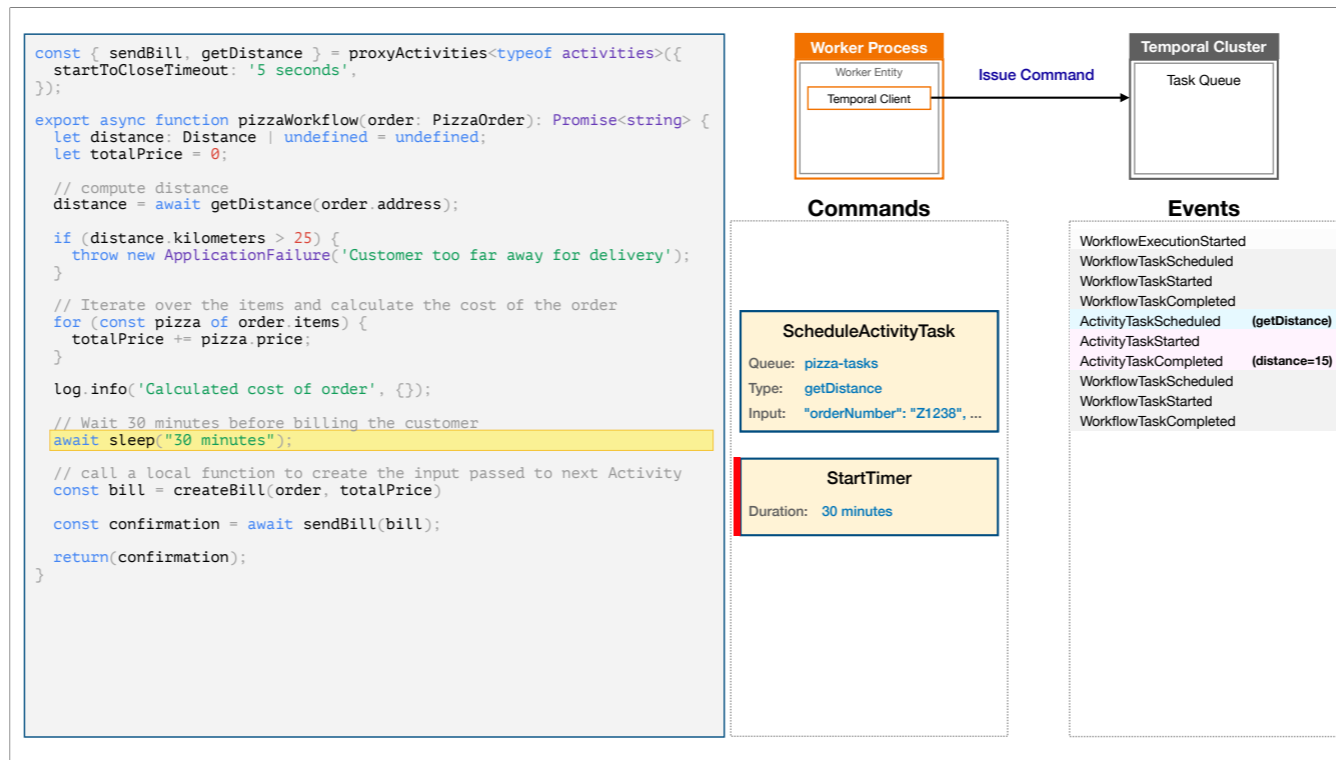 const { sendBill, getDistance } = proxyActivities<typeof activities>({
  startToCloseTimeout: '5 seconds',
});
export async function pizzaWorkflow(order: PizzaOrder): Promise<string> {
  let distance: Distance | undefined = undefined;
  let totalPrice = 0;
  // compute distance
  distance = await getDistance(order.address);
  if (distance.kilometers > 25) {
    throw new ApplicationFailure('Customer too far away for delivery');
  }
  // Iterate over the items and calculate the cost of the order
  for (const pizza of order.items) {
    totalPrice += pizza.price;
  }
  log.info('Calculated cost of order', {});
  // Wait 30 minutes before billing the customer
  await sleep("30 minutes");
  // call a local function to create the input passed to next Activity
  const bill = createBill(order, totalPrice)
  const confirmation = await sendBill(bill);
  return(confirmation);
}
Worker Process
Worker Entity
Temporal Client
Issue Command
Temporal Cluster
Task Queue
Commands
ScheduleActivityTask
Queue: pizza-tasks
Type: getDistance
Input: "orderNumber": "Z1238", ...
StartTimer
Duration: 30 minutes
Events
WorkflowExecutionStarted
WorkflowTaskScheduled
WorkflowTaskStarted
WorkflowTaskCompleted
ActivityTaskScheduled (getDistance)
ActivityTaskStarted
ActivityTaskCompleted (distance=15)
WorkflowTaskScheduled
WorkflowTaskStarted
WorkflowTaskCompleted